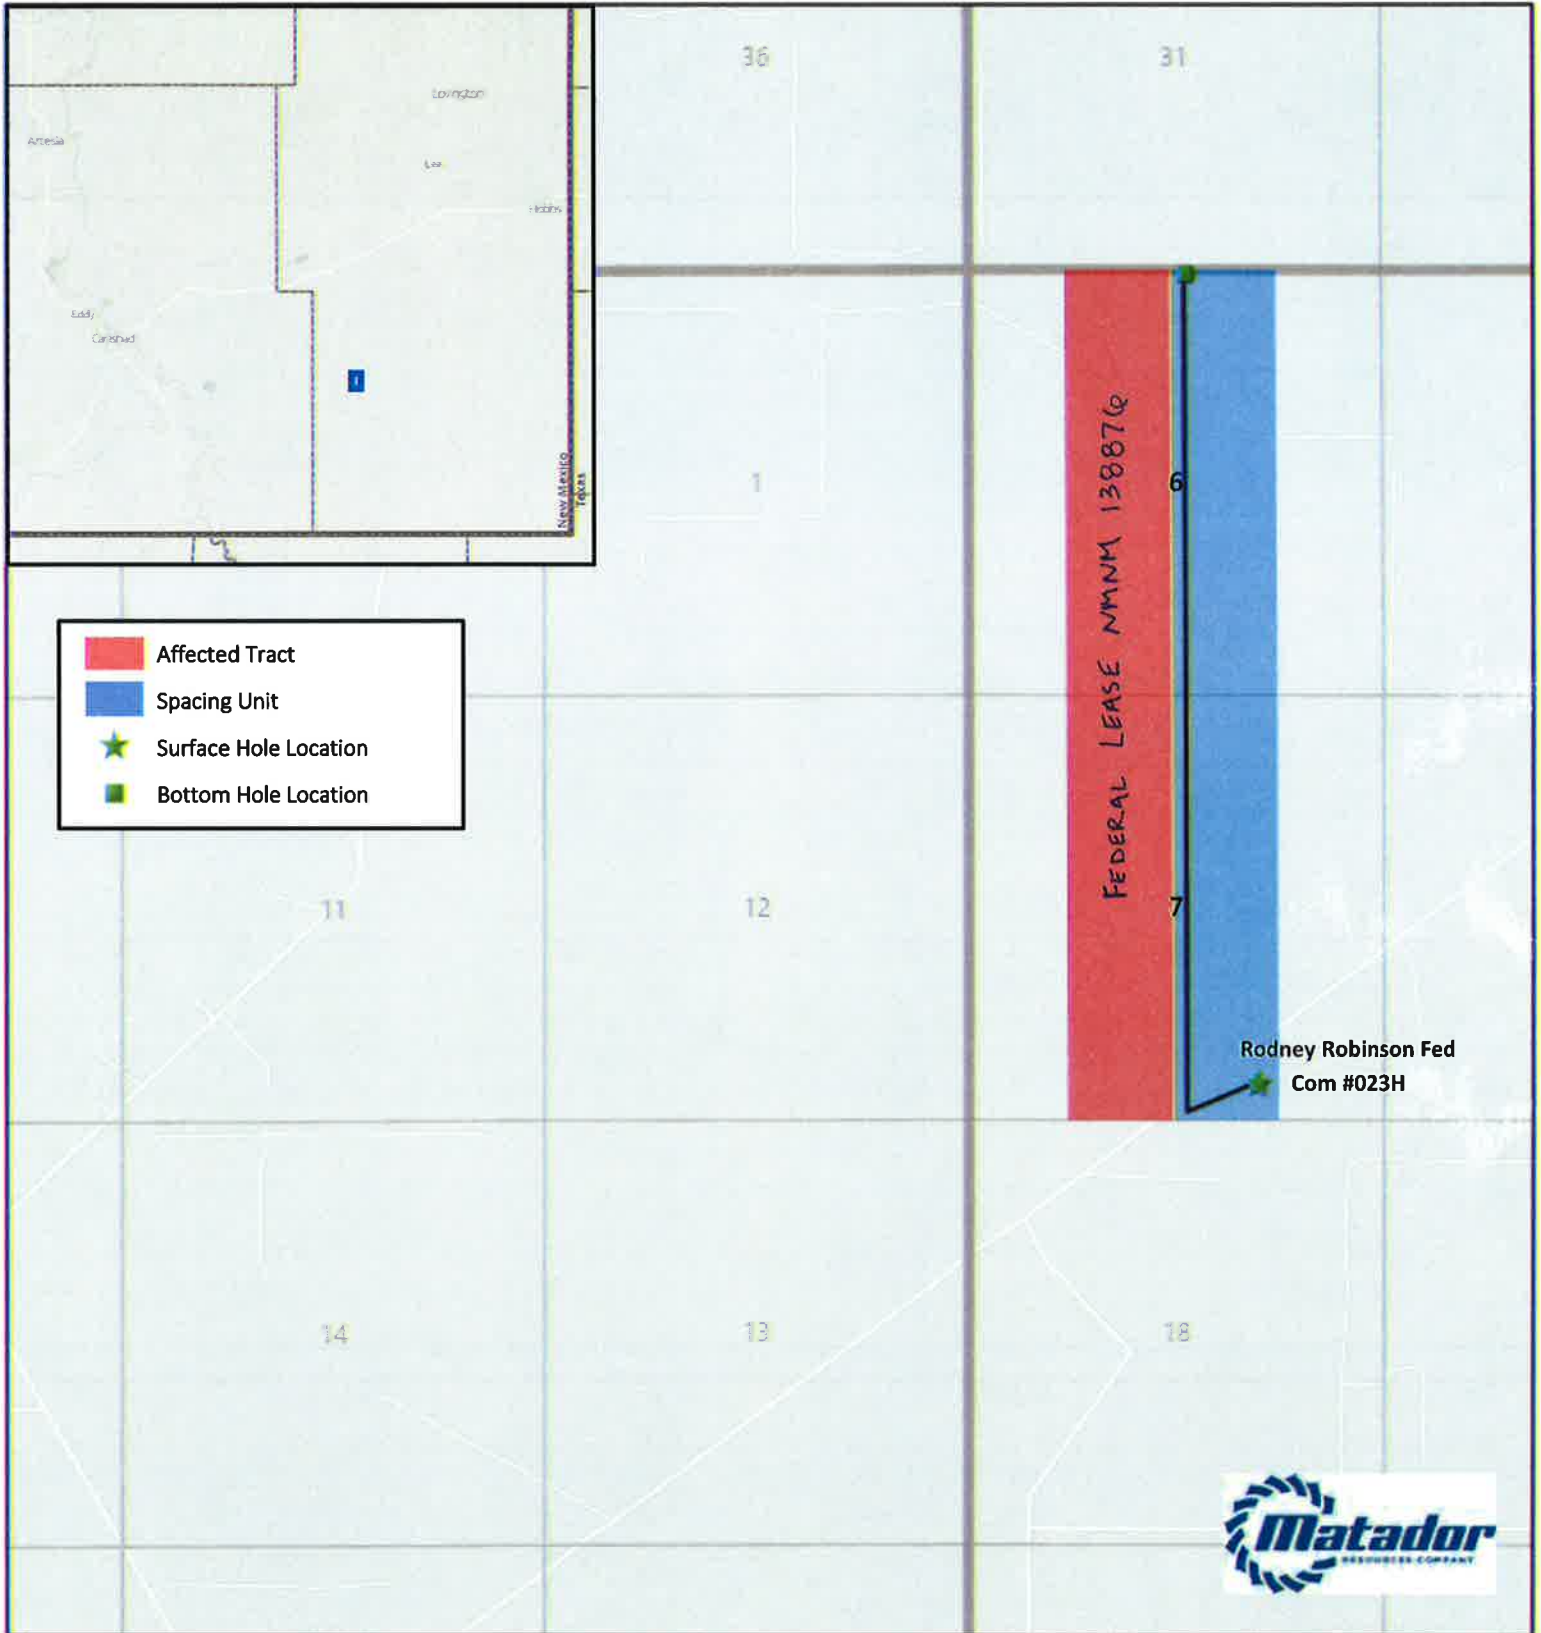 36
31
Lovington
Artesia
Lea
Hobbs
Eddy
Carlsbad
New Mexico
Texas
1
6
FEDERAL LEASE NMNM 138876
Affected Tract
Spacing Unit
Surface Hole Location
Bottom Hole Location
11
12
7
Rodney Robinson Fed
Com #023H
14
13
18
Matador
RESOURCES COMPANY